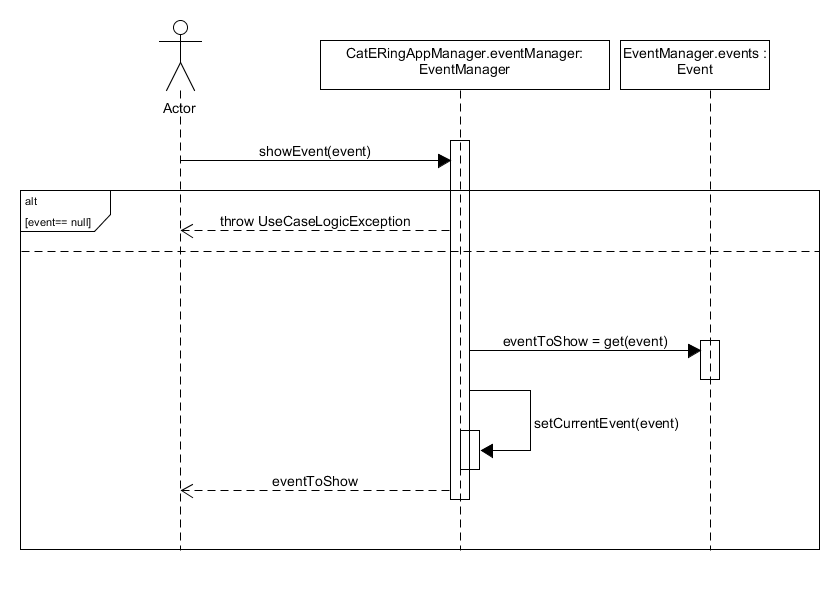 CatERingAppManager.eventManager:
EventManager
EventManager.events :
Event
Actor
showEvent(event)
alt
[event== null]
throw UseCaseLogicException
eventToShow = get(event)
setCurrentEvent(event)
eventToShow